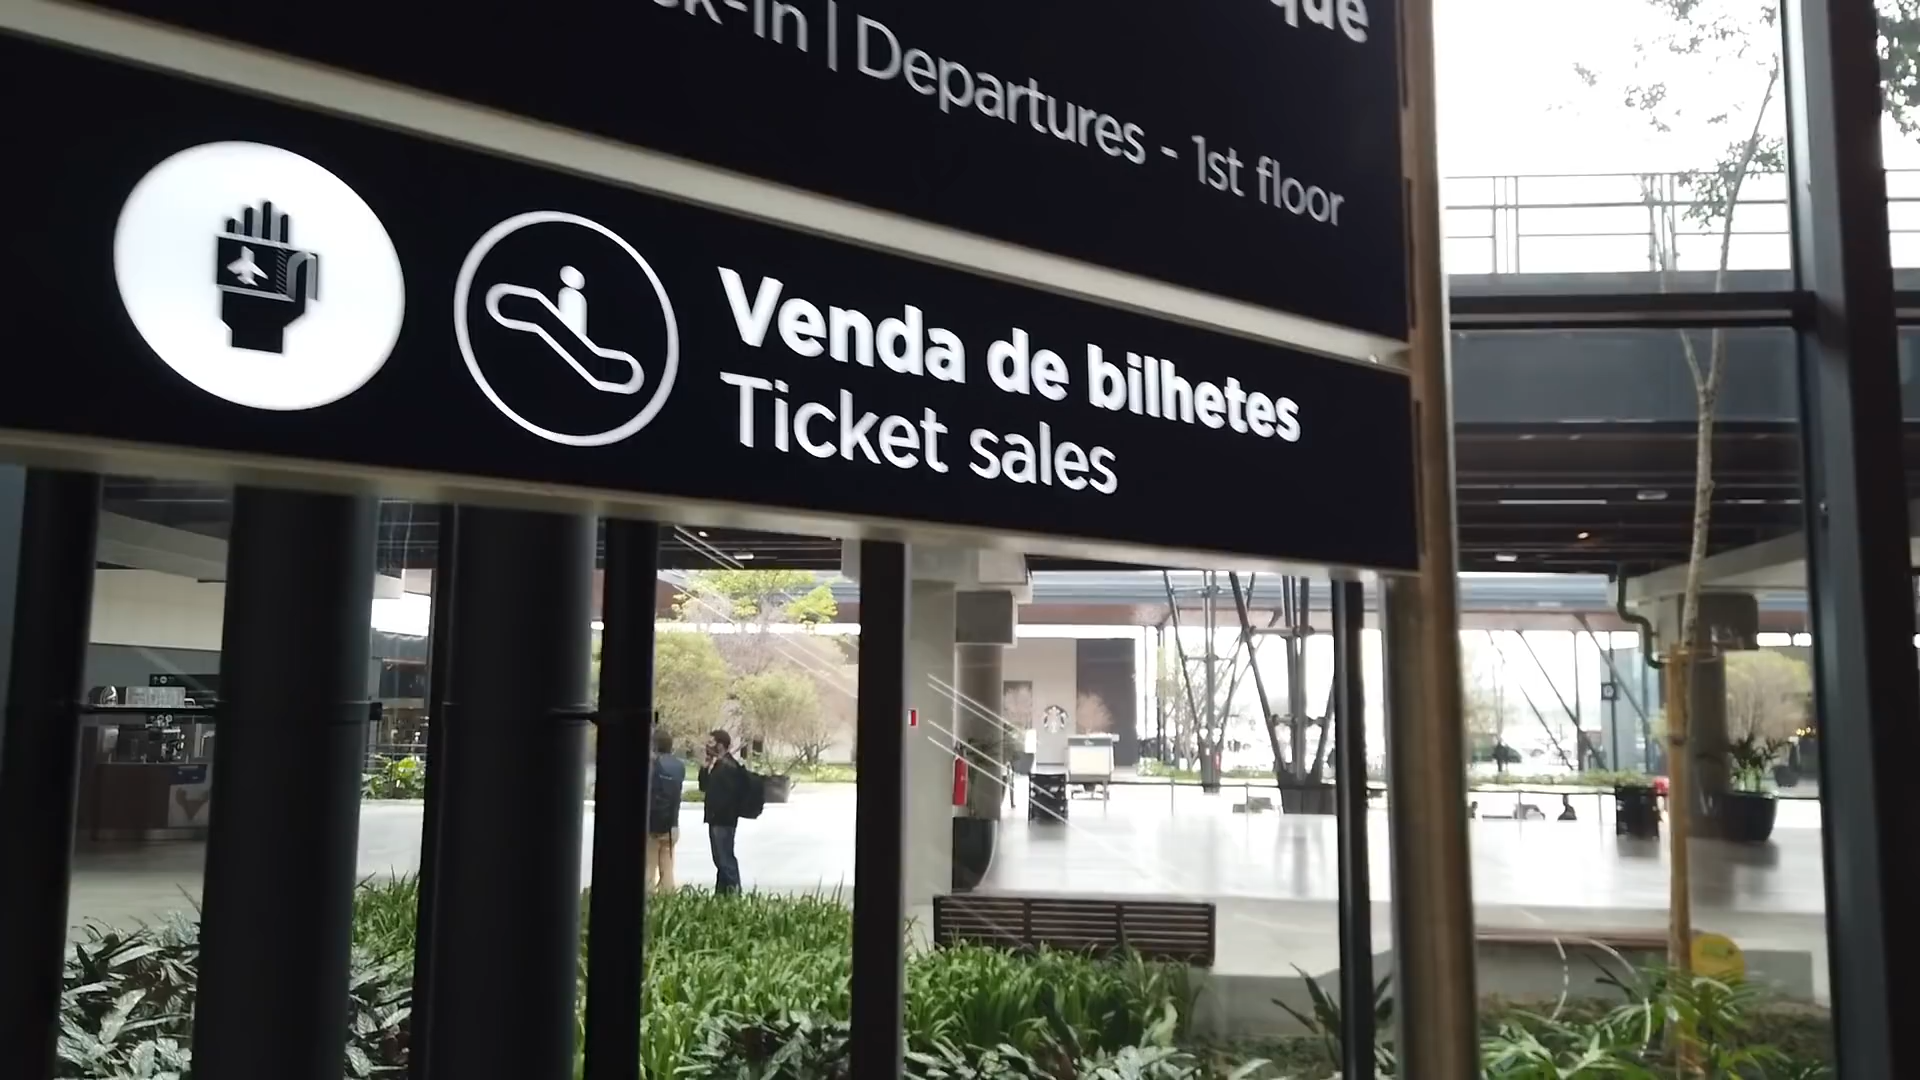 Departures - 1st floor
Venda de bilhetes
Ticket sales